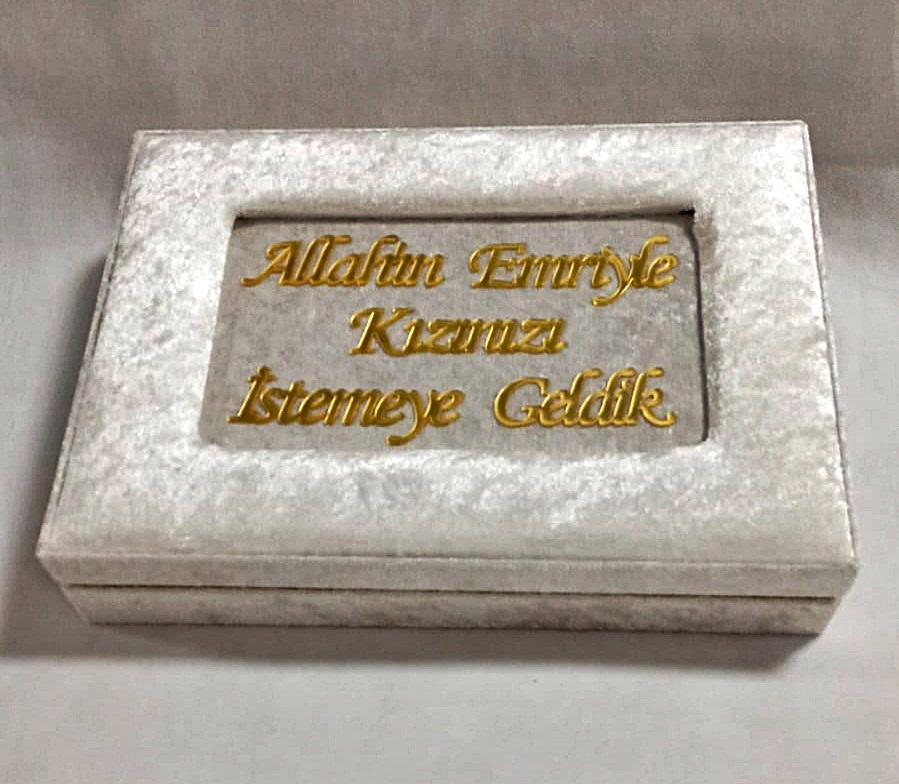 Allahın Emriyle
Kızınızı
İstemeye Geldik